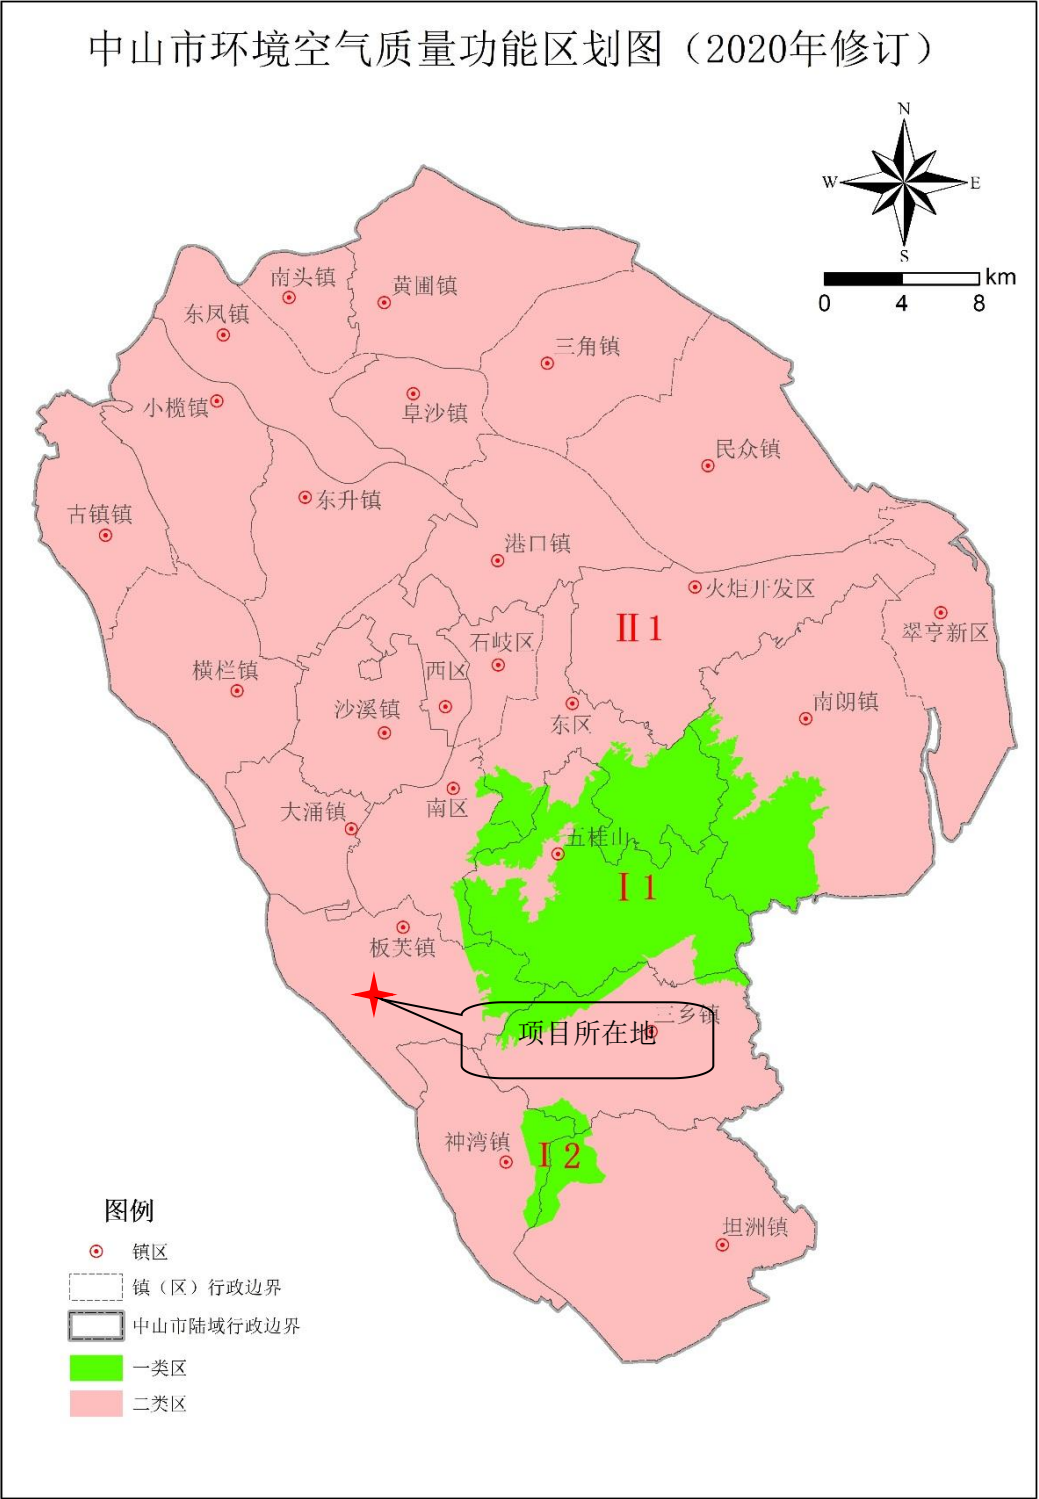 中山市环境空气质量功能区划图（2020年修订）
N
W
E
S
km
0 4 8
南头镇
黄圃镇
东凤镇
三角镇
小榄镇
阜沙镇
民众镇
东升镇
古镇镇
港口镇
火炬开发区
翠亨新区
II 1
石岐区
西区
横栏镇
沙溪镇
东区
南朗镇
大涌镇
南区
五桂山
I 1
板芙镇
三乡镇
项目所在地
神湾镇
I 2
坦洲镇
图例
镇区
镇（区）行政边界
中山市陆域行政边界
一类区
二类区